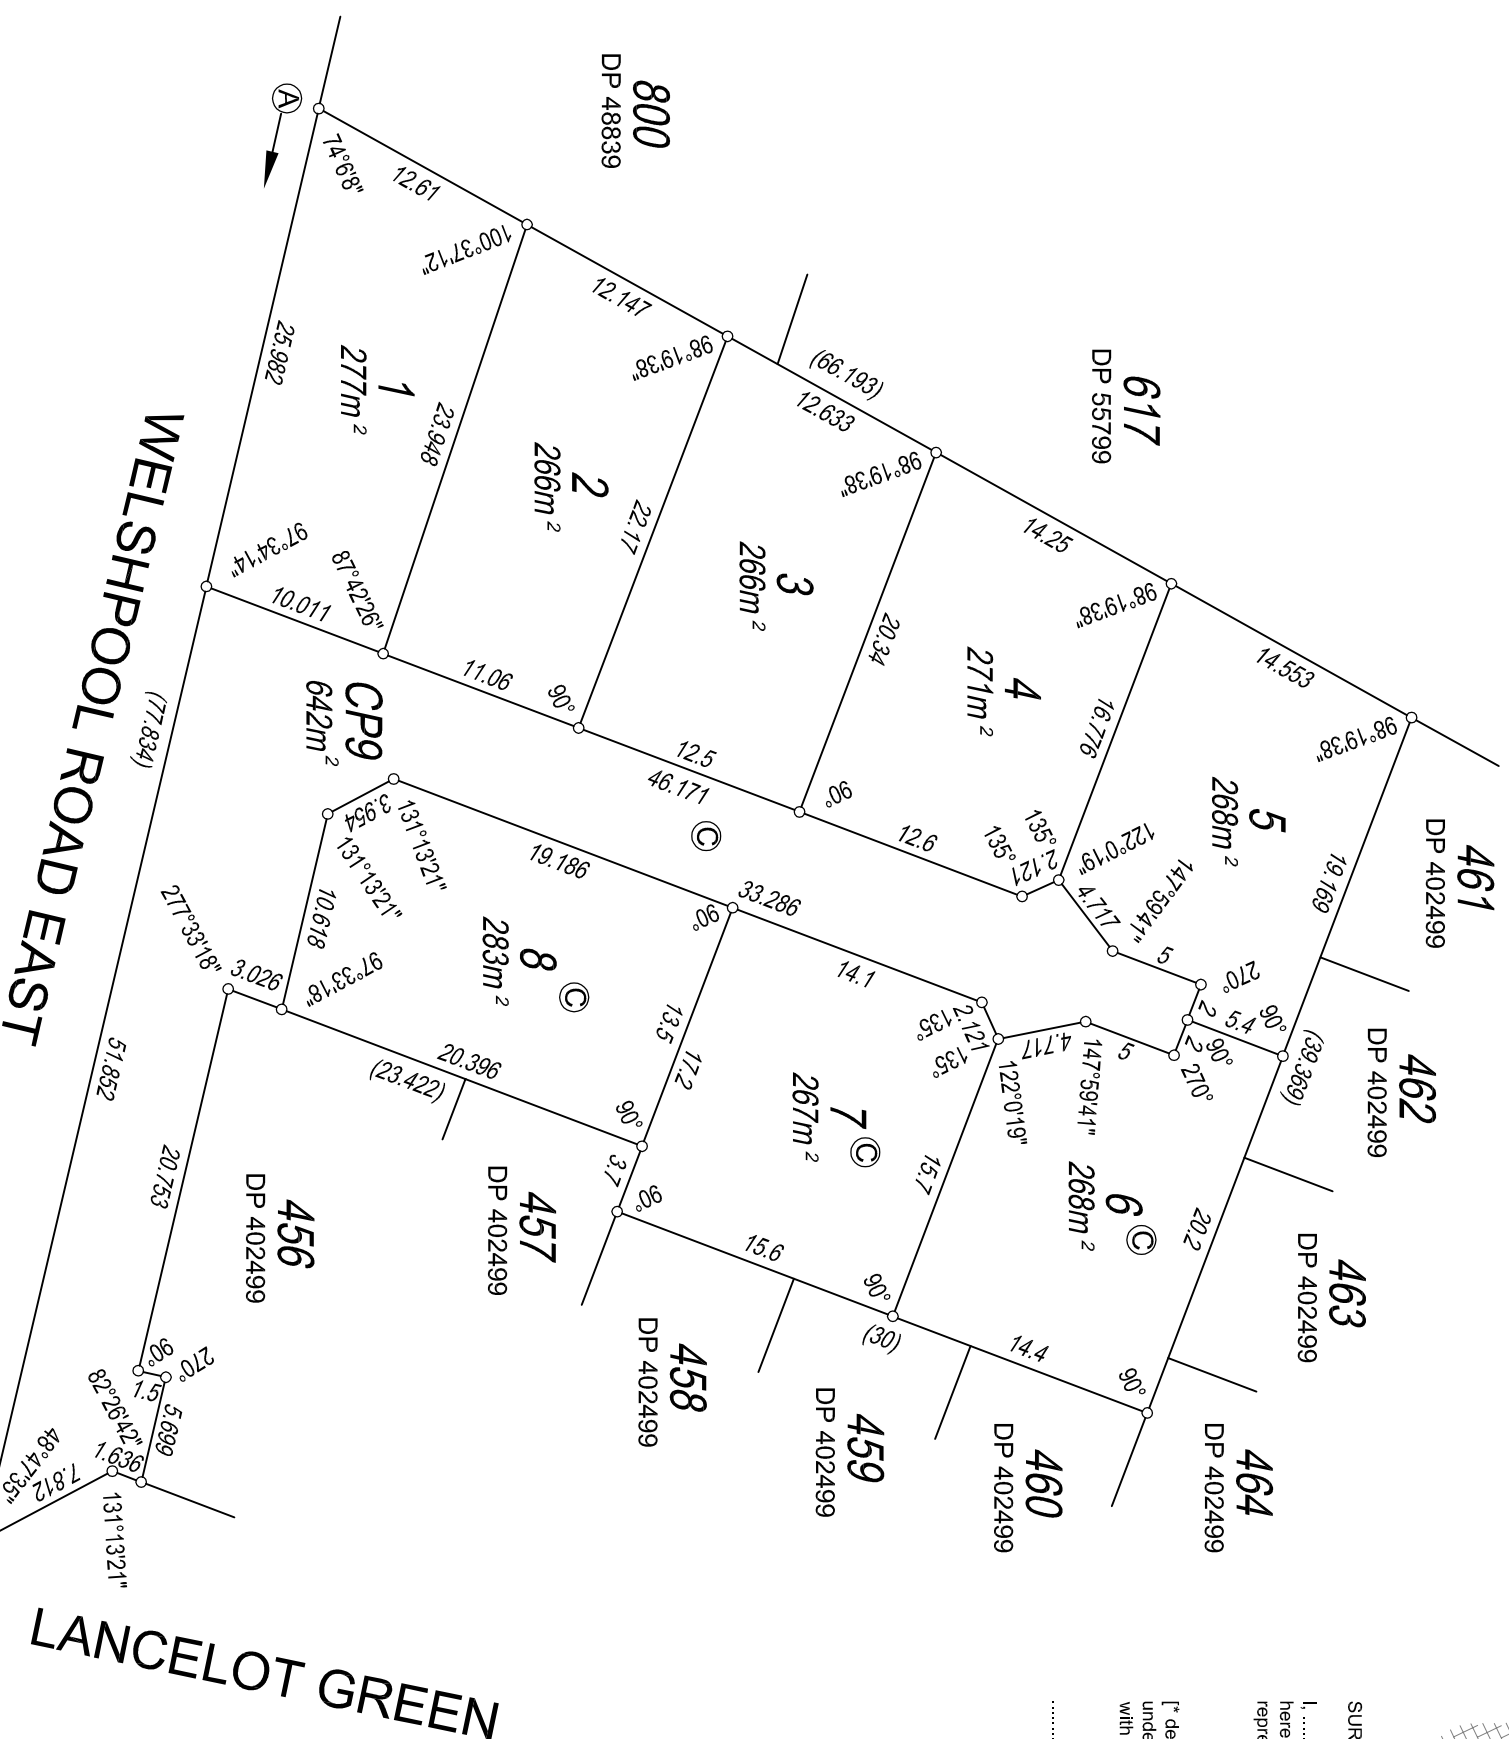 800
DP 48839
617
DP 55799
461
DP 402499
462
DP 402499
463
DP 402499
464
DP 402499
460
DP 402499
459
DP 402499
458
DP 402499
457
DP 402499
456
DP 402499
A
74°6'8"
12.61
100°37'12"
12.147
98°19'38"
(66.193)
12.633
98°19'38"
14.25
98°19'38"
14.553
98°19'38"
1
277m²
25.982
23.948
97°34'14"
87°42'26"
10.011
2
266m²
22.17
11.06
90°
3
266m²
20.34
12.5
46.171
90°
4
271m²
16.776
12.6
135°
135°
2.121
5
268m²
19.169
122°0'19"
147°59'41"
4.717
5
270°
2
5.4
90°
90°
2
270°
(39.369)
C
CP9
642m²
(77.834)
3.954
131°13'21"
131°13'21"
19.186
33.286
90°
10.618
97°33'18"
277°33'18"
3.026
8 C
283m²
13.5
17.2
20.396
(23.422)
90°
3.7
90°
14.1
2.121
135°
135°
4.717
5
147°59'41"
122°0'19"
7 C
267m²
15.7
15.6
90°
(30)
6 C
268m²
20.2
14.4
90°
51.852
20.753
90°
270°
1.5
5.699
82°26'42"
1.636
48°47'35"
7.812
131°13'21"
WELSHPOOL ROAD EAST
LANCELOT GREEN
SUR
I, .....
here
repre
[* de
unde
with
.........